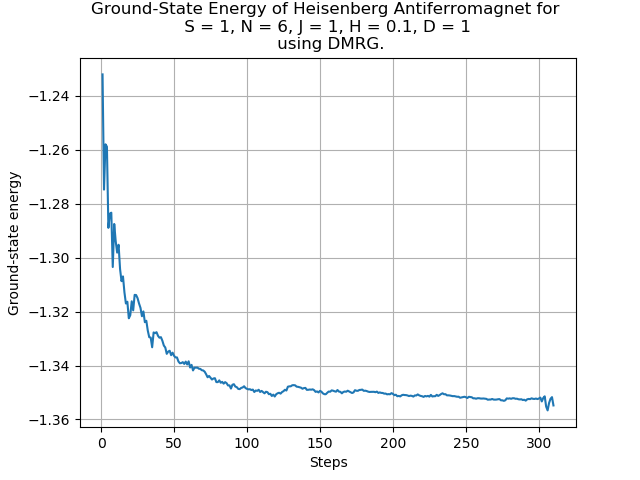 Ground-State Energy of Heisenberg Antiferromagnet for
S = 1, N = 6, J = 1, H = 0.1, D = 1
using DMRG.
−1.24
−1.26
−1.28
−1.30
−1.32
−1.34
−1.36
Ground-state energy
0
50
100
150
200
250
300
Steps